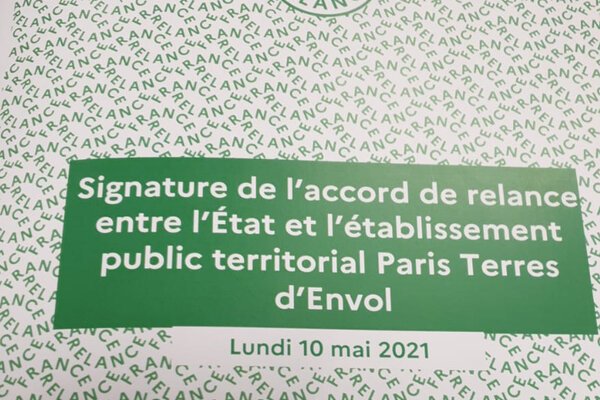 Signature de l'accord de relance
entre l'État et l'établissement
public territorial Paris Terres
d'Envol
Lundi 10 mai 2021